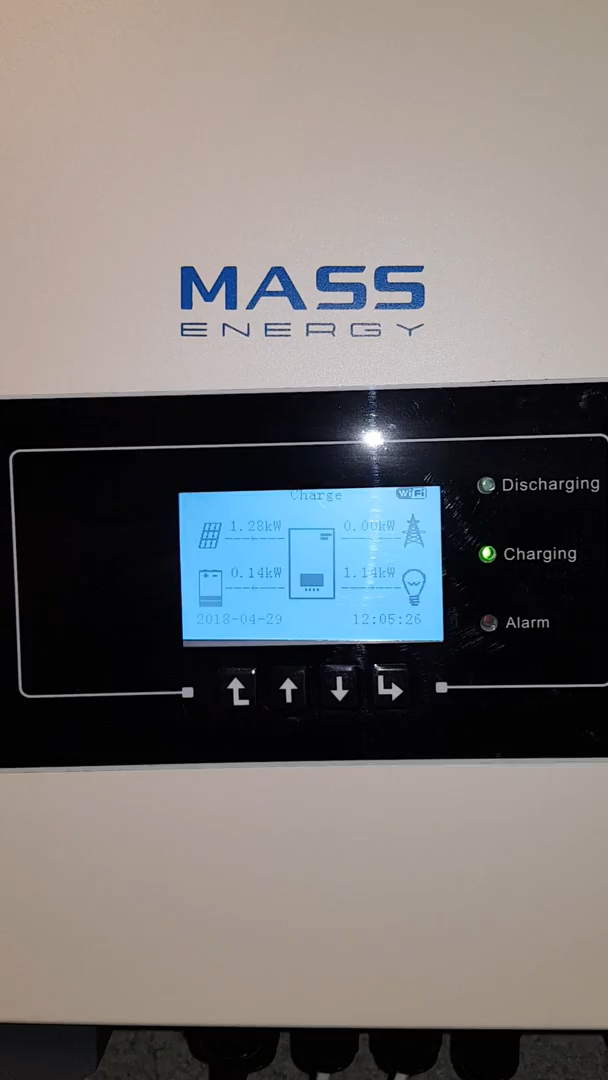 MASS
ENERGY
Charge WiFi
1.28kW 0.00kW
0.14kW 1.14kW
2018-04-29 12:05:26
Discharging
Charging
Alarm